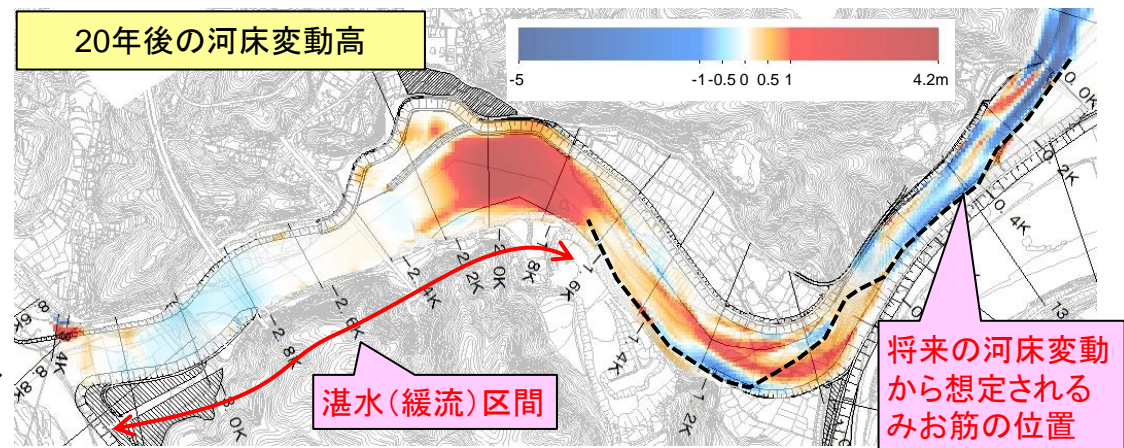 20年後の河床変動高
-5
-1
-0.5
0
0.5
1
4.2m
0.0K
0.2K
0.4K
1.2K
1.4K
1.6K
1.8K
2.0K
2.2K
2.4K
2.6K
2.8K
3.0K
湛水(緩流)区間
将来の河床変動
から想定される
みお筋の位置